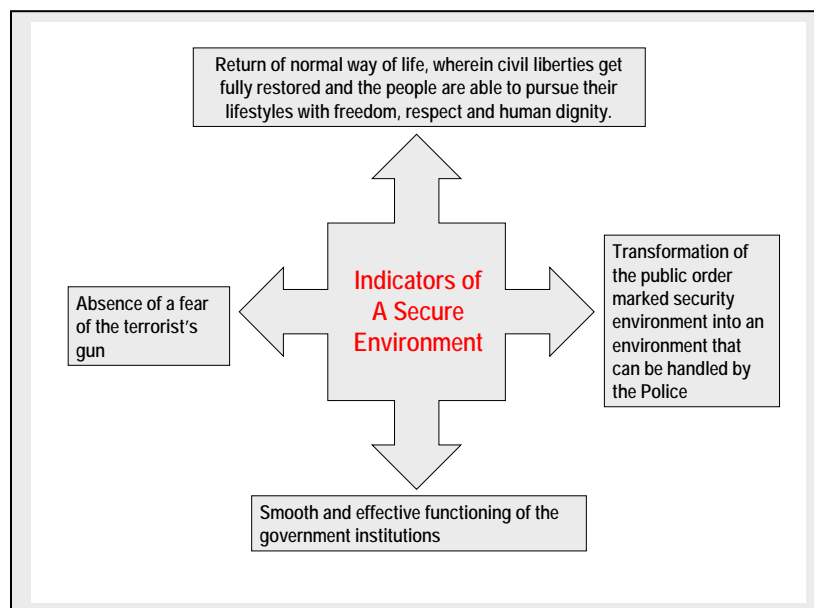 Return of normal way of life, wherein civil liberties get
fully restored and the people are able to pursue their
lifestyles with freedom, respect and human dignity.
Absence of a fear
of the terrorist's
gun
Indicators of
A Secure
Environment
Transformation of
the public order
marked security
environment into an
environment that
can be handled by
the Police
Smooth and effective functioning of the
government institutions